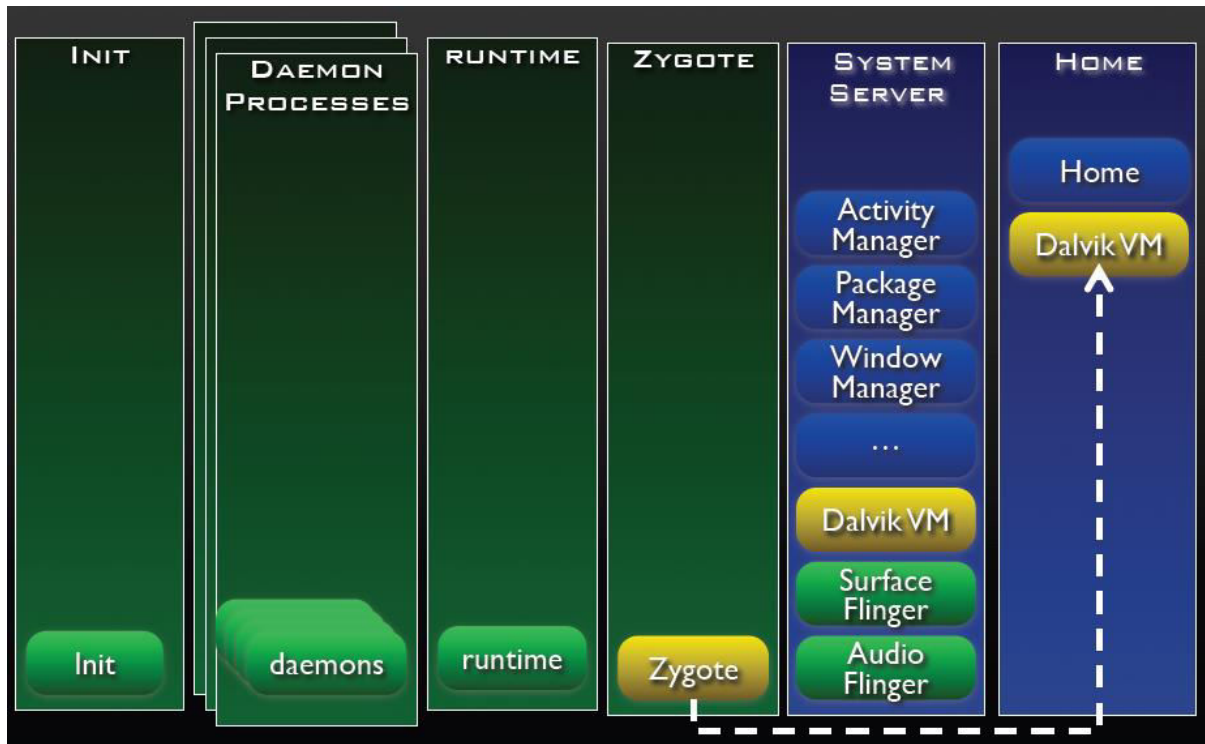 INIT
DAEMON
PROCESSES
RUNTIME
ZYGOTE
SYSTEM
SERVER
HOME
Init
daemons
runtime
Zygote
Activity
Manager
Package
Manager
Window
Manager
...
Dalvik VM
Surface
Flinger
Audio
Flinger
Home
Dalvik VM